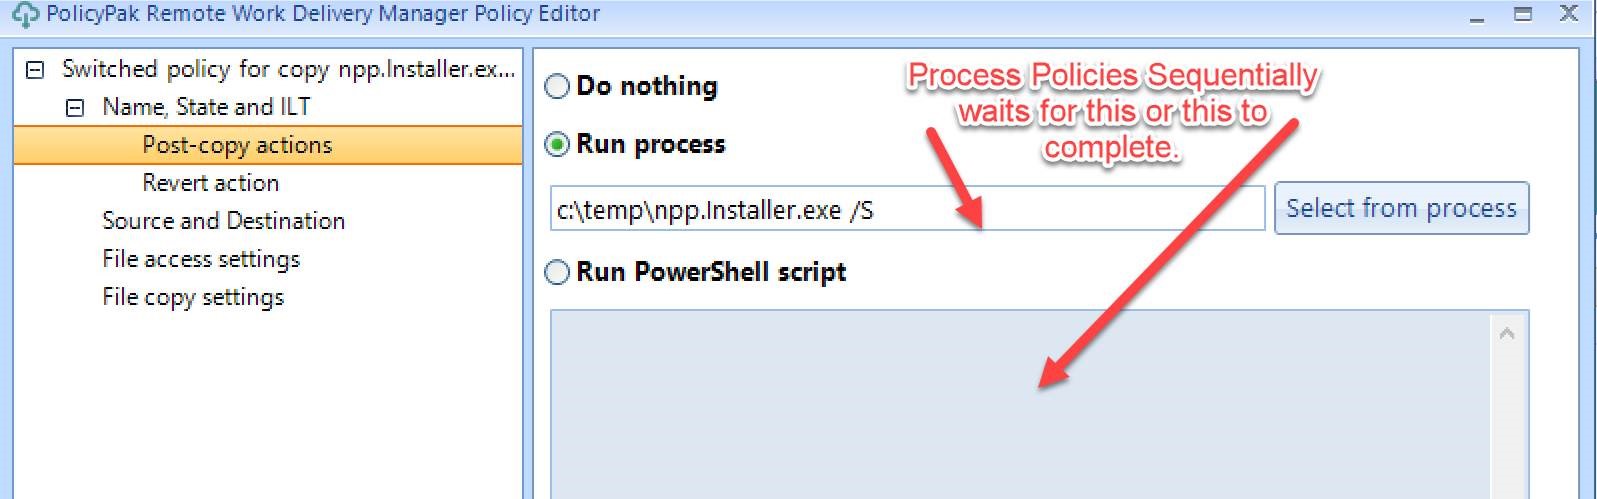 PolicyPak Remote Work Delivery Manager Policy Editor
Switched policy for copy npp.Installer.ex...
Name, State and ILT
Post-copy actions
Revert action
Source and Destination
File access settings
File copy settings
Do nothing
Process Policies Sequentially
waits for this or this to
complete.
Run process
c:\temp\npp.Installer.exe /S
Select from process
Run PowerShell script